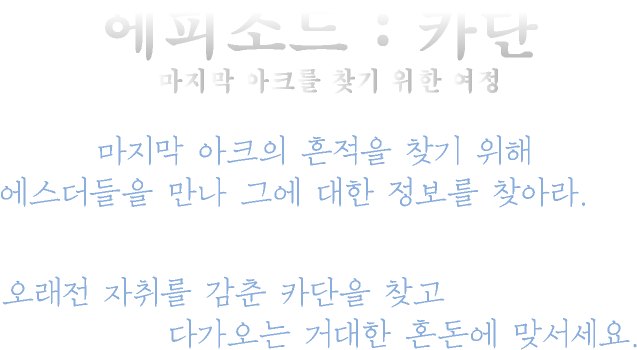 에피소드 : 카단
마지막 아크를 찾기 위한 여정
마지막 아크의 흔적을 찾기 위해
에스더들을 만나 그에 대한 정보를 찾아라.
오래전 자취를 감춘 카단을 찾고
다가오는 거대한 혼돈에 맞서세요.